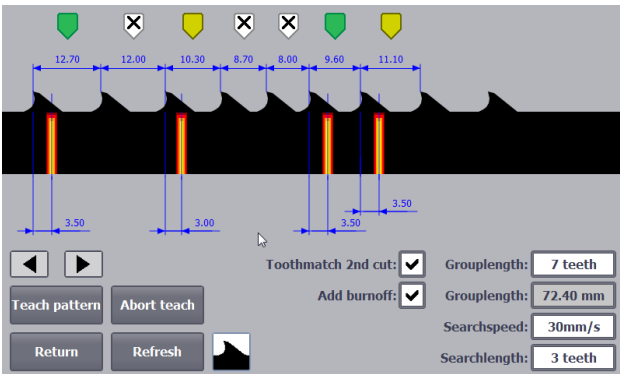 12.70 12.00 10.30 8.70 8.00 9.60 11.10
3.50 3.00 3.50 3.50
Toothmatch 2nd cut: Grouplength: 7 teeth
Teach pattern Abort teach Add burnoff: Grouplength: 72.40 mm
Searchspeed: 30mm/s
Return Refresh Searchlength: 3 teeth